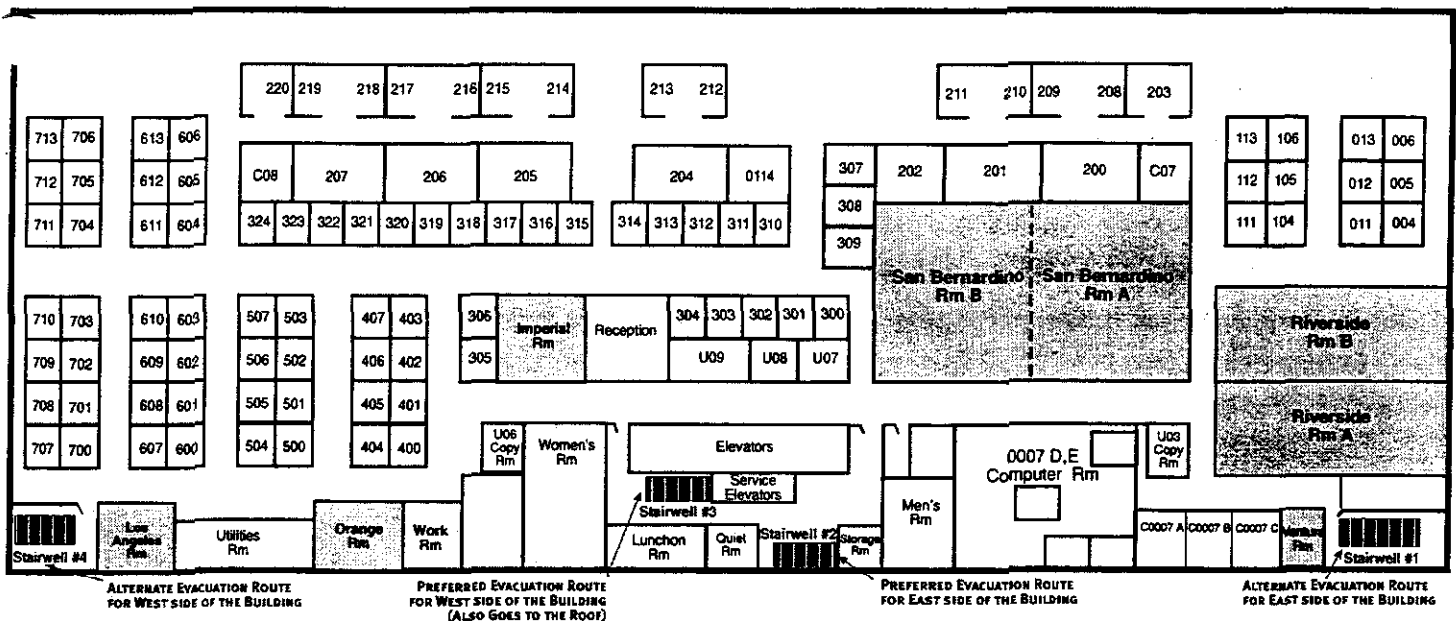 220 219 218 217 216 215 214
213 212
211 210 209 208 203
713 706
712 705
711 704
613 606
612 605
611 604
C08 207 206 205
324 323 322 321 320 319 318 317 316 315
204 0114
314 313 312 311 310
307
308
309
202 201 200 C07
San Bernardino
Rm B
San Bernardino
Rm A
113 106
112 105
111 104
013 006
012 005
011 004
710 703
709 702
708 701
707 700
610 603
609 602
608 601
607 600
507 503
506 502
505 501
504 500
407 403
406 402
405 401
404 400
306
305
Imperial
Rm
Reception
304 303 302 301 300
U09 U08 U07
Riverside
Rm B
Riverside
Rm A
U06
Copy
Rm
Women's
Rm
Elevators
Service
Elevators
Stairwell #3
Men's
Rm
0007 D,E
Computer Rm
U03
Copy
Rm
Stairwell #4
Los
Angeles
Rm
Utilities
Rm
Orange
Rm
Work
Rm
Lunchon
Rm
Quiet
Rm
Stairwell #2
Storage
Rm
C0007 A C0007 B C0007 C
Ventura
Rm
Stairwell #1
ALTERNATE EVACUATION ROUTE
FOR WEST SIDE OF THE BUILDING
PREFERRED EVACUATION ROUTE
FOR WEST SIDE OF THE BUILDING
(ALSO GOES TO THE ROOF)
PREFERRED EVACUATION ROUTE
FOR EAST SIDE OF THE BUILDING
ALTERNATE EVACUATION ROUTE
FOR EAST SIDE OF THE BUILDING